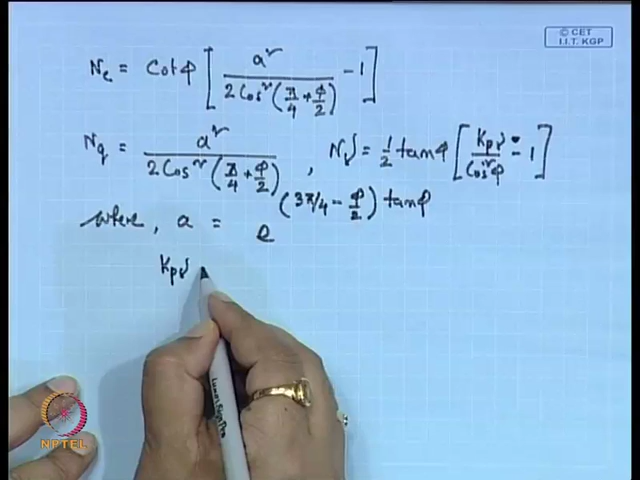 © CET
I.I.T. KGP
Nc = Cotφ [ a² / 2Cos²(π/4 + φ/2) - 1 ]
Nq = a² / 2Cos²(π/4 + φ/2) , Nγ = 1/2 tanφ [ Kpγ / Cos²φ - 1 ]
where, a = e^(3π/4 - φ/2) tanφ
Kpγ
NPTEL